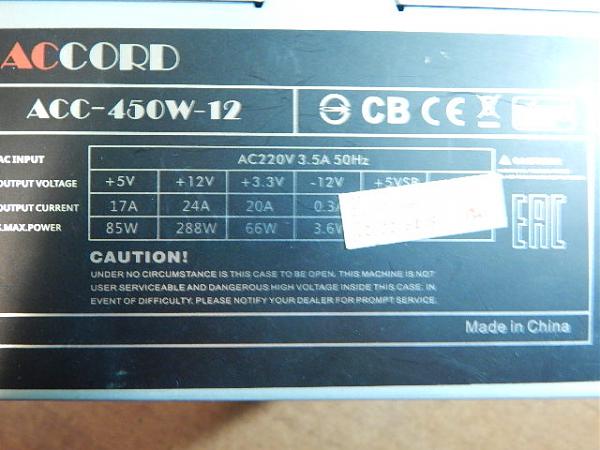 ACCORD
ACC-450W-12
CB CE
AC INPUT AC220V 3.5A 50Hz
OUTPUT VOLTAGE +5V +12V +3.3V -12V +5VSB
OUTPUT CURRENT 17A 24A 20A
.MAX.POWER 85W 288W 66W 3.6W
EAC
CAUTION!
UNDER NO CIRCUMSTANCE IS THIS CASE TO BE OPEN. THIS MACHINE IS NOT
USER SERVICEABLE AND DANGEROUS HIGH VOLTAGE INSIDE THIS CASE. IN
EVENT OF DIFFICULTY. PLEASE NOTIFY YOUR DEALER FOR PROMPT SERVICE.
Made in China